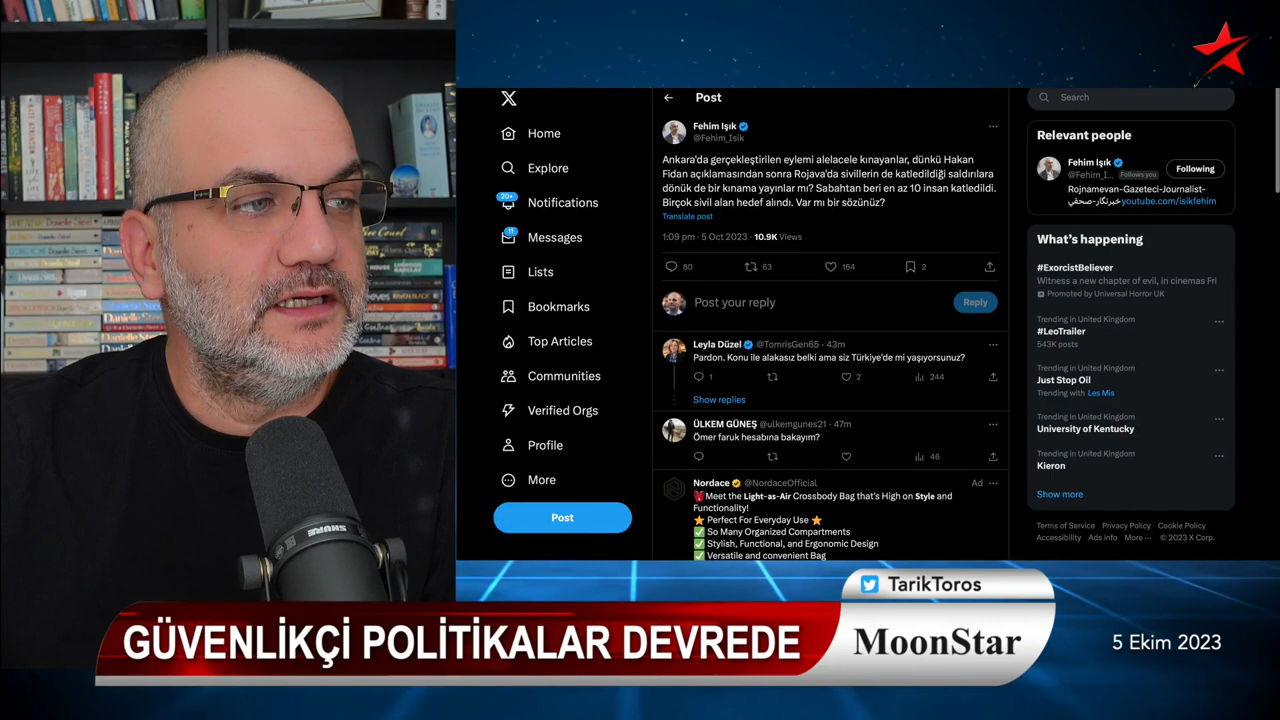 Home
Explore
20+
Notifications
11
Messages
Lists
Bookmarks
Top Articles
Communities
Verified Orgs
Profile
More
Post
Post
Fehim Işık
@Fehim_Isik
Ankara'da gerçekleştirilen eylemi alelacele kınayanlar, dünkü Hakan
Fidan açıklamasından sonra Rojava'da sivillerin de katledildiği saldırılara
dönük de bir kınama yayınlar mı? Sabahtan beri en az 10 insan katledildi.
Birçok sivil alan hedef alındı. Var mı bir sözünüz?
Translate post
1:09 pm · 5 Oct 2023 · 10.9K Views
80 63 164 2
Post your reply
Reply
Leyla Düzel @TomrisGen65 · 43m
Pardon. Konu ile alakasız belki ama siz Türkiye'de mi yaşıyorsunuz?
1 2 244
Show replies
ÜLKEM GÜNEŞ @ulkemgunes21 · 47m
Ömer faruk hesabına bakayım?
46
Nordace @NordaceOfficial Ad
Meet the Light-as-Air Crossbody Bag that's High on Style and
Functionality!
Perfect For Everyday Use
So Many Organized Compartments
Stylish, Functional, and Ergonomic Design
Versatile and convenient Bag
Search
Relevant people
Fehim Işık
@Fehim_I... Follows you
Following
Rojnamevan-Gazeteci-Journalist-
خبرنگار-صحفي youtube.com/isikfehim
What's happening
#ExorcistBeliever
Witness a new chapter of evil, in cinemas Fri
Promoted by Universal Horror UK
Trending in United Kingdom
#LeoTrailer
543K posts
Trending in United Kingdom
Just Stop Oil
Trending with Les Mis
Trending in United Kingdom
University of Kentucky
Trending in United Kingdom
Kieron
Show more
Terms of Service Privacy Policy Cookie Policy
Accessibility Ads info More ··· © 2023 X Corp.
SHURE
TarikToros
GÜVENLİKÇİ POLİTİKALAR DEVREDE
MoonStar
5 Ekim 2023